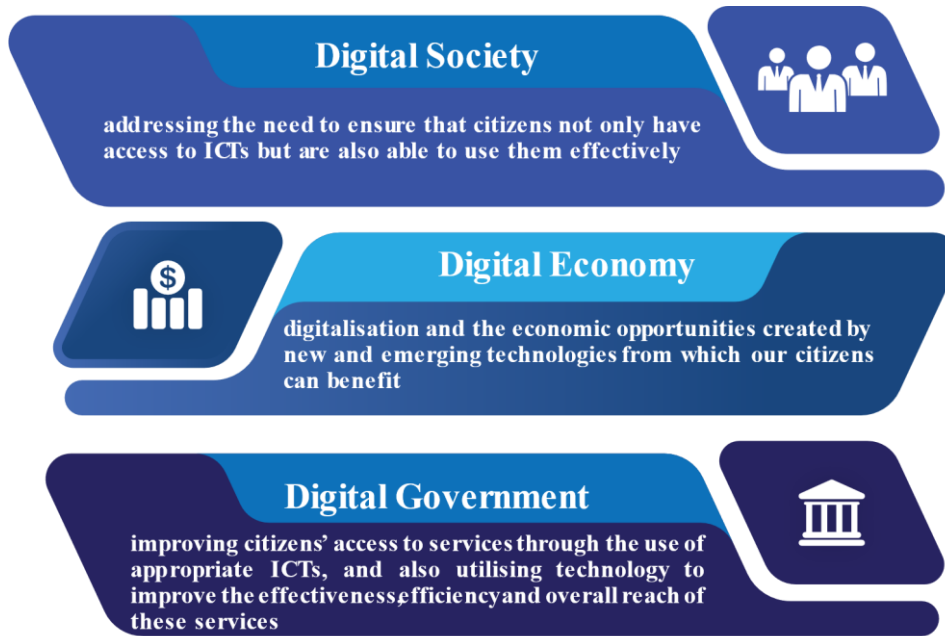 Digital Society
addressing the need to ensure that citizens not only have
access to ICTs but are also able to use them effectively
$
Digital Economy
digitalisation and the economic opportunities created by
new and emerging technologies from which our citizens
can benefit
Digital Government
improving citizens’ access to services through the use of
appropriate ICTs, and also utilising technology to
improve the effectiveness, efficiency and overall reach of
these services